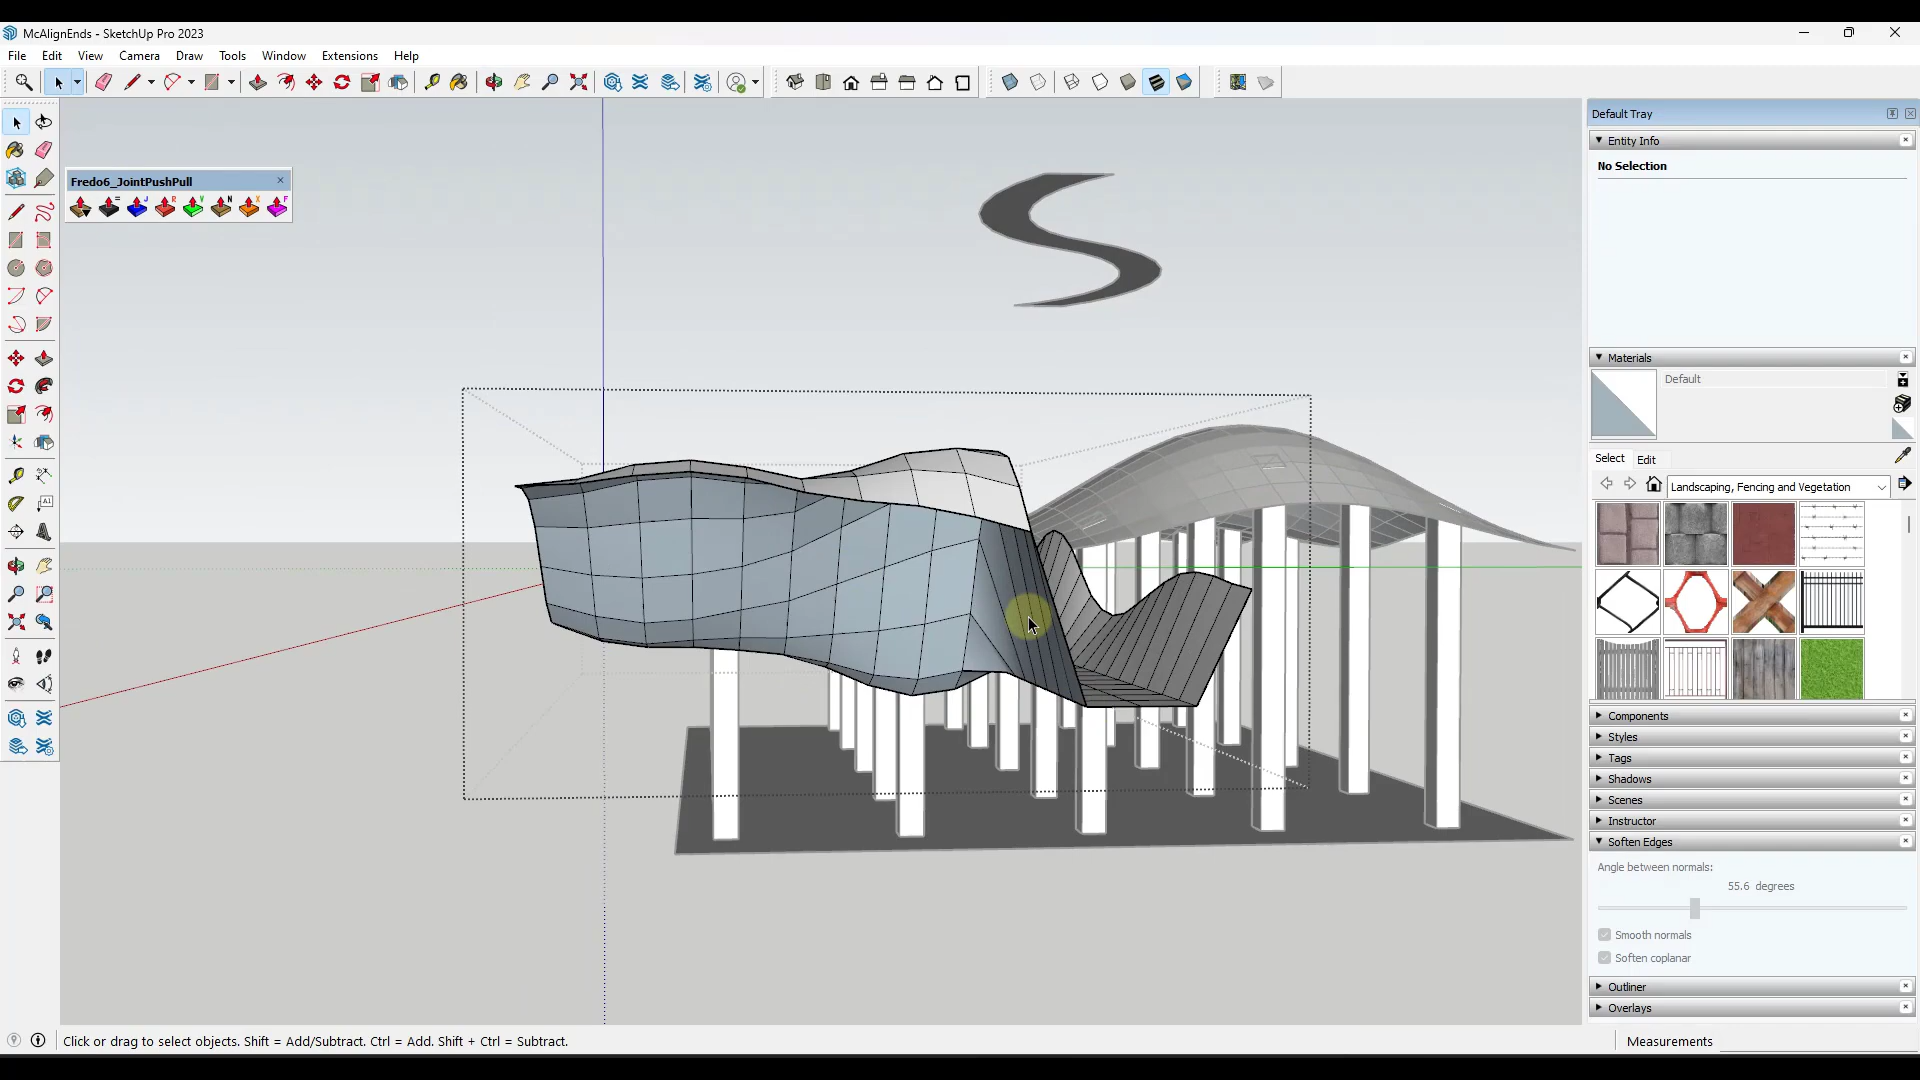 McAlignEnds - SketchUp Pro 2023
File Edit View Camera Draw Tools Window Extensions Help
Default Tray
Entity Info
No Selection
Fredo6_JointPushPull
Materials
Default
Select Edit
Landscaping, Fencing and Vegetation
Components
Styles
Tags
Shadows
Scenes
Instructor
Soften Edges
Angle between normals:
55.6 degrees
Smooth normals
Soften coplanar
Outliner
Overlays
Click or drag to select objects. Shift = Add/Subtract. Ctrl = Add. Shift + Ctrl = Subtract.
Measurements